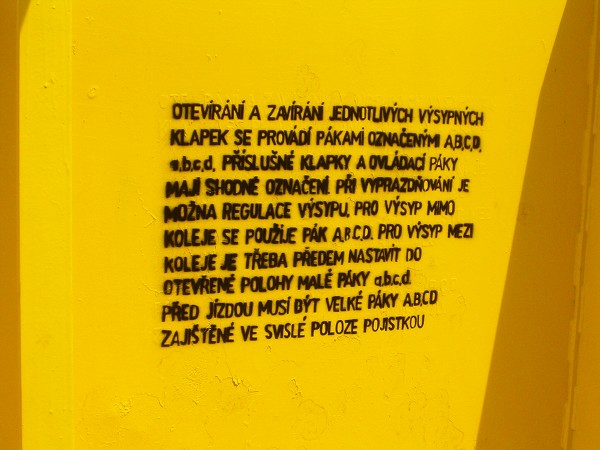 OTEVÍRÁNÍ A ZAVÍRÁNÍ JEDNOTLIVÝCH VÝSYPNÝCH
KLAPEK SE PROVÁDÍ PÁKAMI OZNAČENÝMI A,B,C,D,
a,b,c,d. PŘÍSLUŠNÉ KLAPKY A OVLÁDACÍ PÁKY
MAJÍ SHODNÉ OZNAČENÍ. PŘI VYPRAZDŇOVÁNÍ JE
MOŽNA REGULACE VÝSYPU, PRO VÝSYP MIMO
KOLEJE SE POUŽIJE PÁK A,B,C,D. PRO VÝSYP MEZI
KOLEJE JE TŘEBA PŘEDEM NASTAVIT DO
OTEVŘENÉ POLOHY MALÉ PÁKY a,b,c,d.
PŘED JÍZDOU MUSÍ BÝT VELKÉ PÁKY A,B,C,D
ZAJIŠTĚNÉ VE SVISLÉ POLOZE POJISTKOU